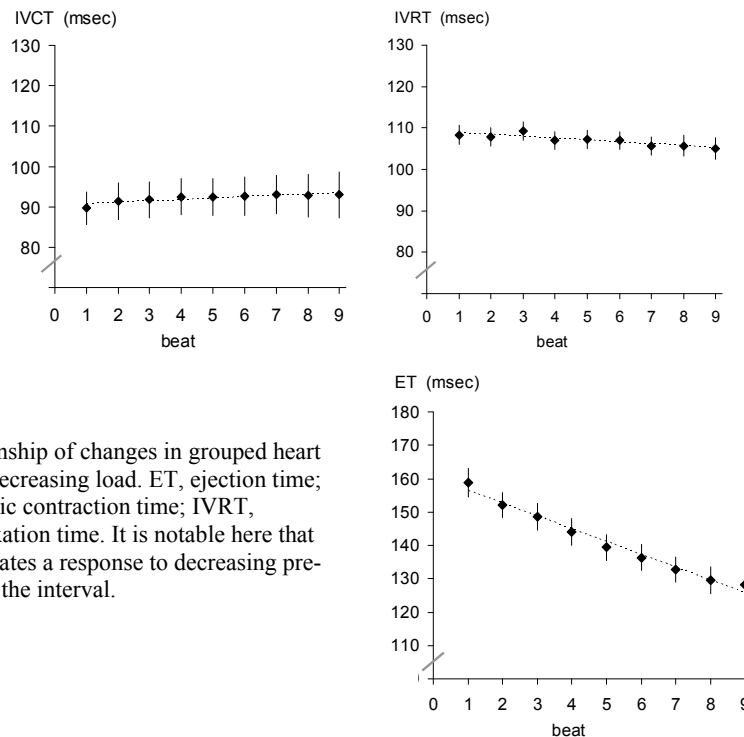 IVCT (msec)
130
120
110
100
90
80
0 1 2 3 4 5 6 7 8 9
beat
IVRT (msec)
130
120
110
100
90
80
0 1 2 3 4 5 6 7 8 9
beat
nship of changes in grouped heart
ecreasing load. ET, ejection time;
ic contraction time; IVRT,
ation time. It is notable here that
ates a response to decreasing pre-
the interval.
ET (msec)
180
170
160
150
140
130
120
110
0 1 2 3 4 5 6 7 8 9
beat